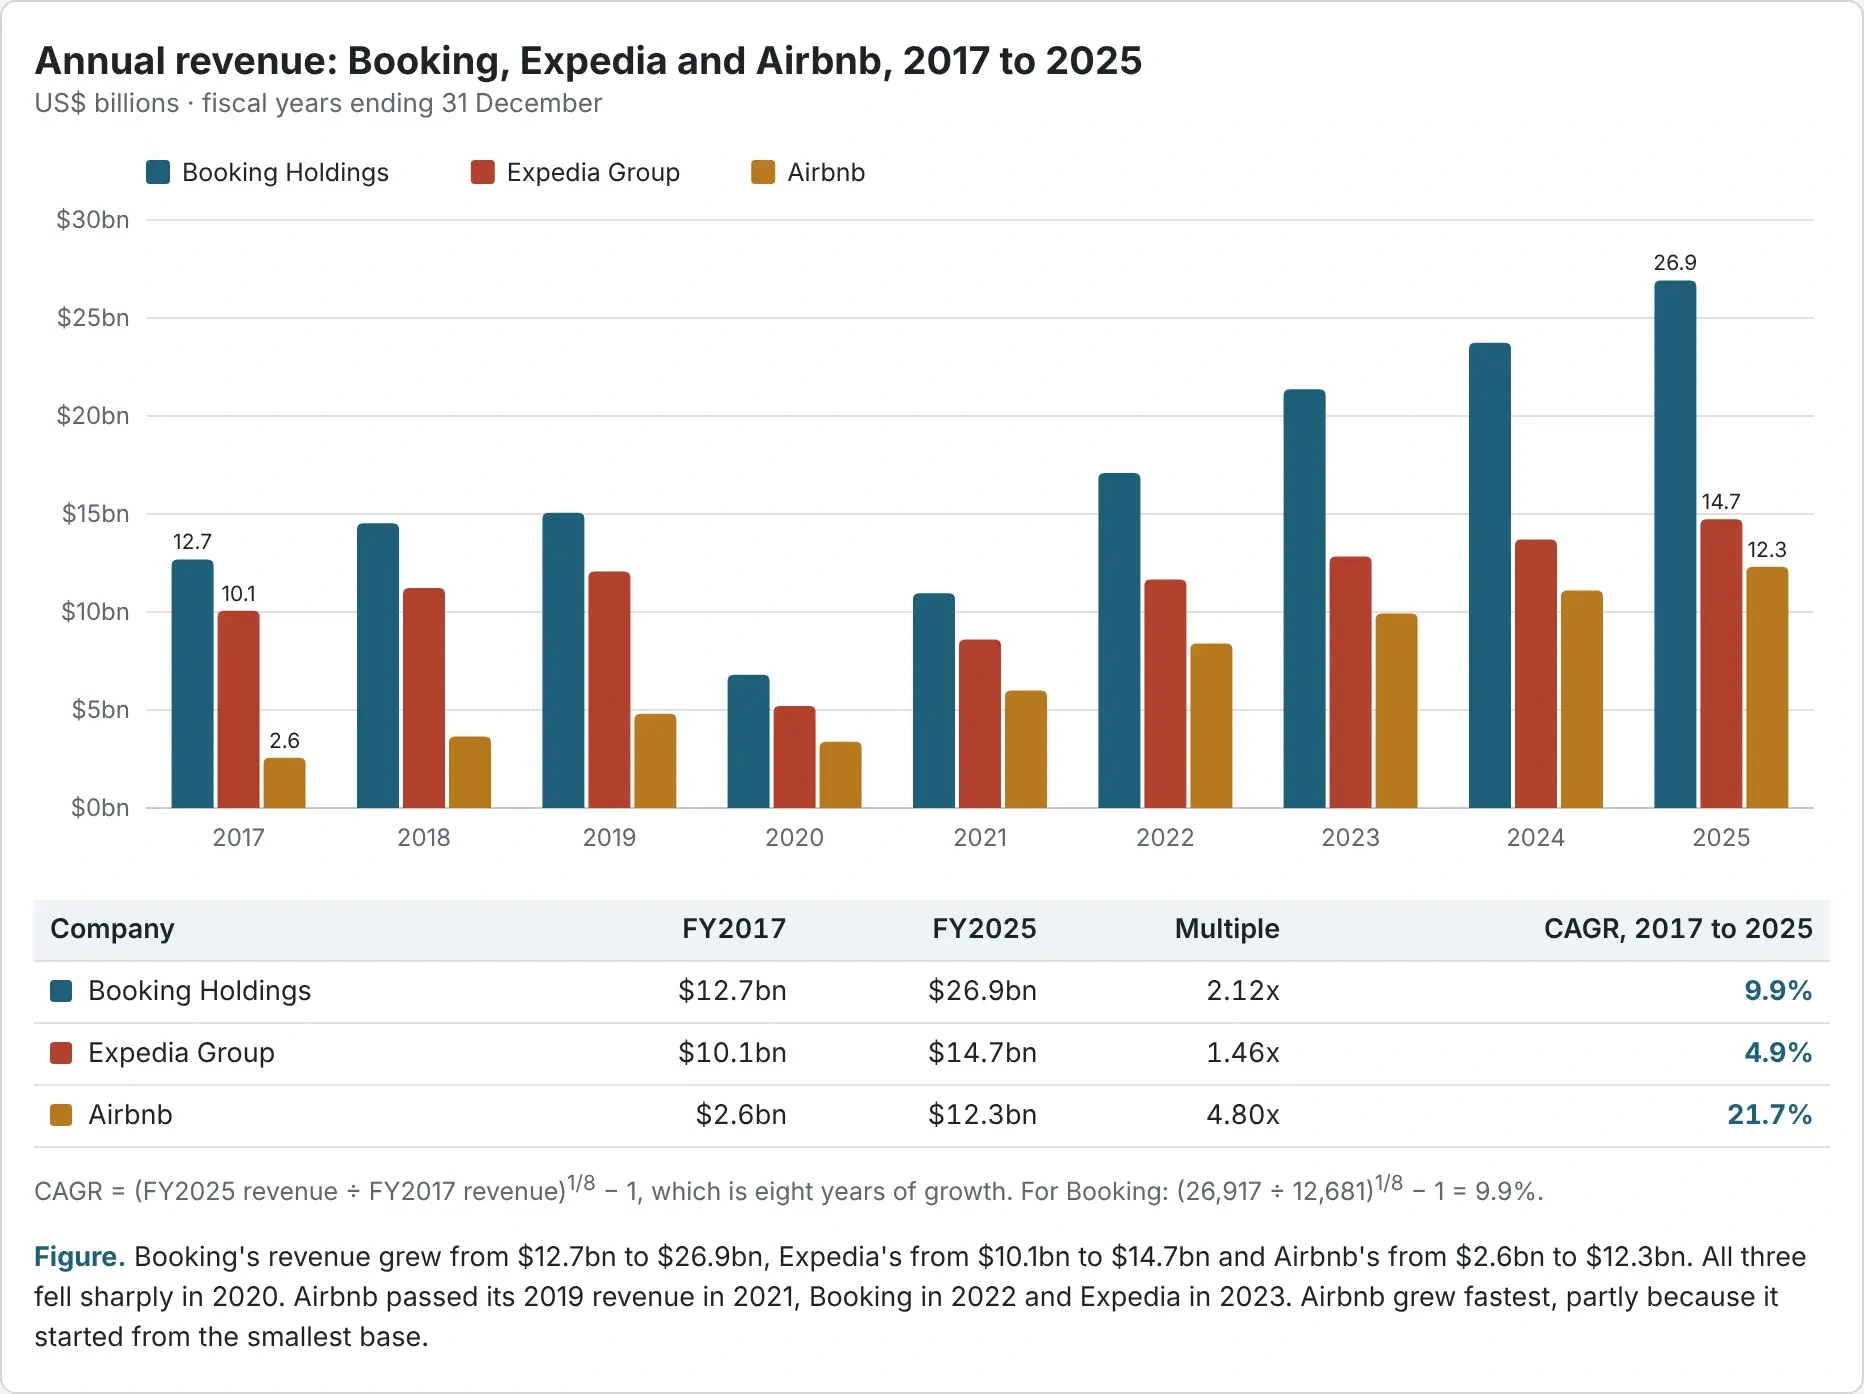 Annual revenue: Booking, Expedia and Airbnb, 2017 to 2025
US$ billions · fiscal years ending 31 December
Booking Holdings Expedia Group Airbnb
$30bn
$25bn
$20bn
$15bn
$10bn
$5bn
$0bn
12.7
10.1
2.6
26.9
14.7
12.3
2017 2018 2019 2020 2021 2022 2023 2024 2025
Company FY2017 FY2025 Multiple CAGR, 2017 to 2025
Booking Holdings $12.7bn $26.9bn 2.12x 9.9%
Expedia Group $10.1bn $14.7bn 1.46x 4.9%
Airbnb $2.6bn $12.3bn 4.80x 21.7%
CAGR = (FY2025 revenue ÷ FY2017 revenue)^1/8 − 1, which is eight years of growth. For Booking: (26,917 ÷ 12,681)^1/8 − 1 = 9.9%.
Figure. Booking's revenue grew from $12.7bn to $26.9bn, Expedia's from $10.1bn to $14.7bn and Airbnb's from $2.6bn to $12.3bn. All three
fell sharply in 2020. Airbnb passed its 2019 revenue in 2021, Booking in 2022 and Expedia in 2023. Airbnb grew fastest, partly because it
started from the smallest base.